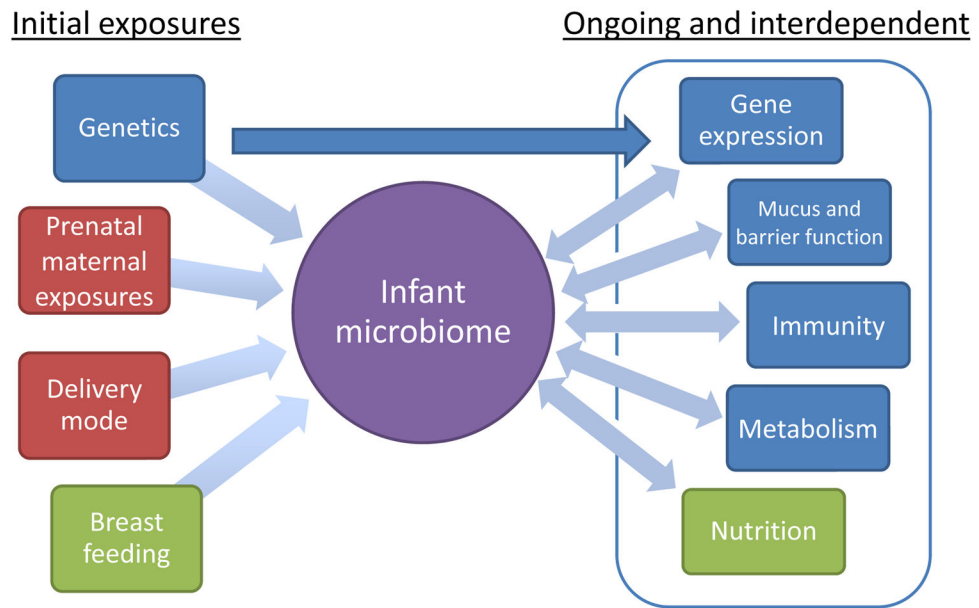 Initial exposures
Ongoing and interdependent
Genetics
Prenatal
maternal
exposures
Delivery
mode
Breast
feeding
Infant
microbiome
Gene
expression
Mucus and
barrier function
Immunity
Metabolism
Nutrition